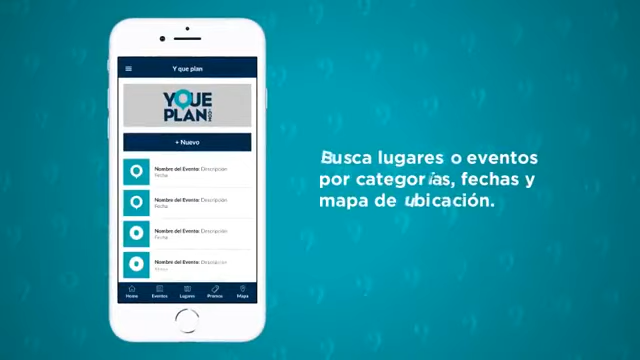 Y que plan
YQUE
PLAN
.COM
+ Nuevo
Nombre del Evento: Descripción
Fecha
Nombre del Evento: Descripción
Fecha
Nombre del Evento: Descripción
Fecha
Nombre del Evento: Descripción
Home Eventos Lugares Promos Mapa
Busca lugares o eventos
por categorías, fechas y
mapa de ubicación.